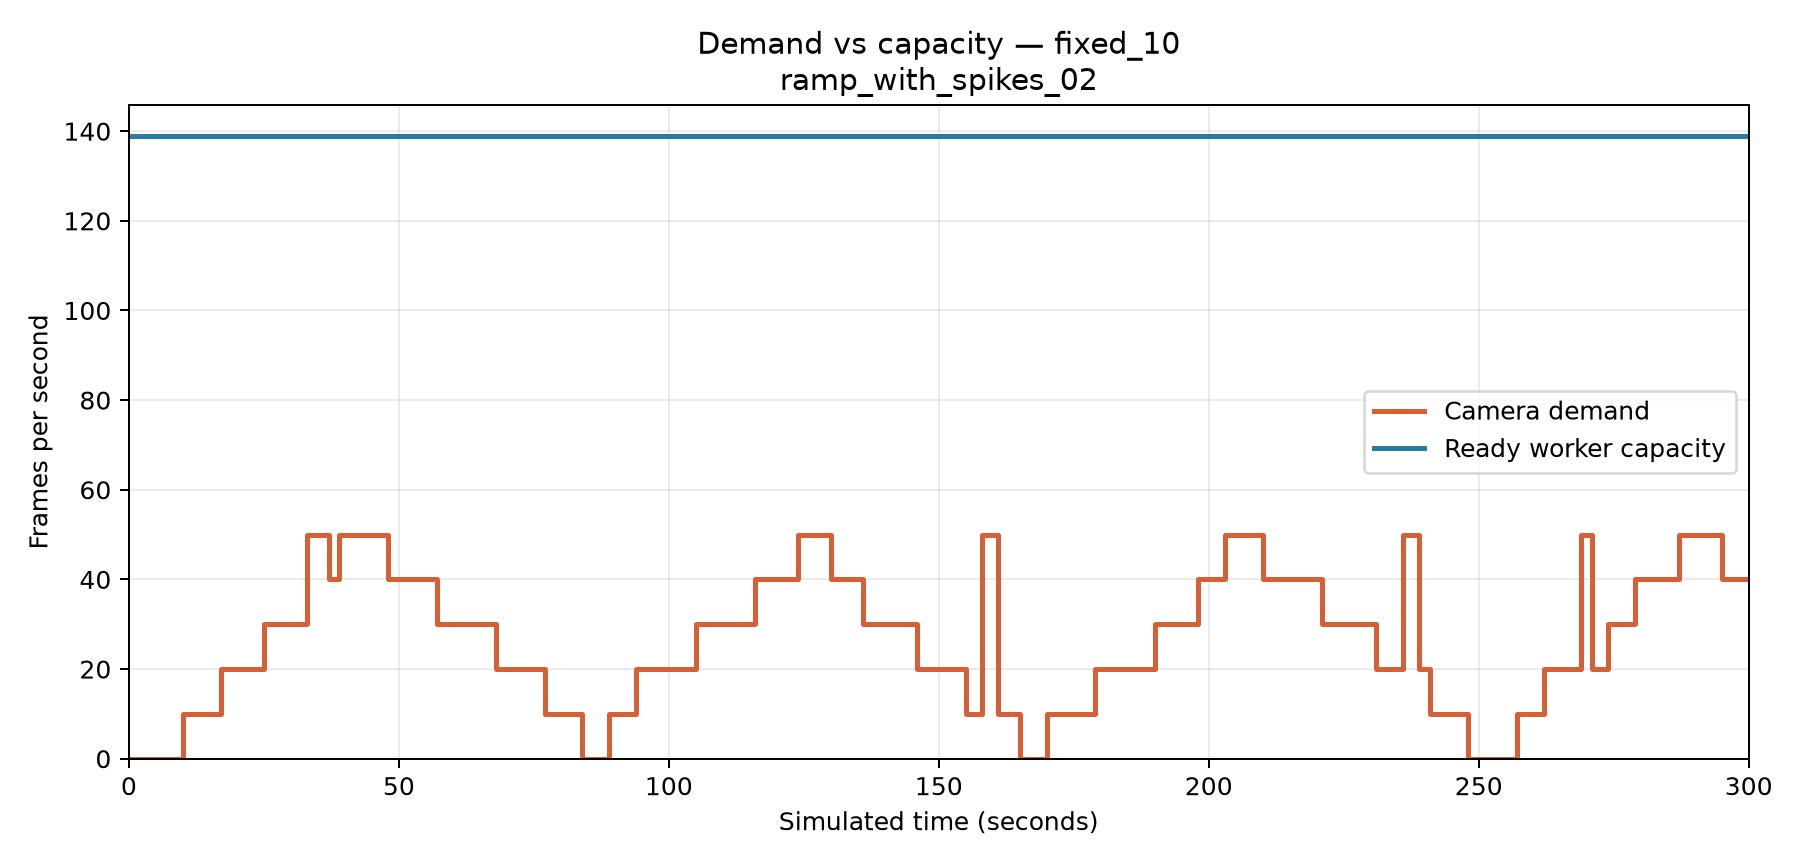 Demand vs capacity — fixed_10
ramp_with_spikes_02
140
120
100
80
60
40
20
0
Frames per second
Camera demand
Ready worker capacity
0 50 100 150 200 250 300
Simulated time (seconds)